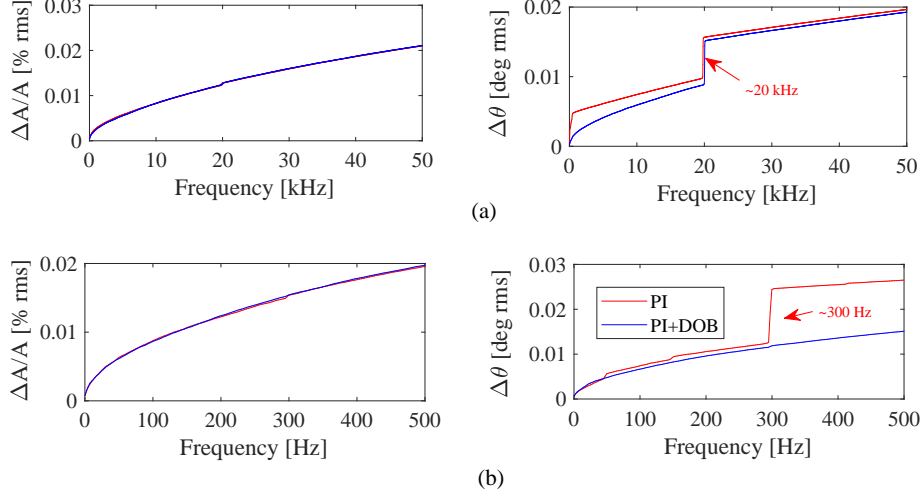 0.03
0.02
0.01
0
ΔA/A [% rms]
0 10 20 30 40 50
Frequency [kHz]
0.02
0.01
0
Δθ [deg rms]
~20 kHz
0 10 20 30 40 50
Frequency [kHz]
(a)
0.02
0.01
0
ΔA/A [% rms]
0 100 200 300 400 500
Frequency [Hz]
0.03
0.02
0.01
0
Δθ [deg rms]
PI
PI+DOB
~300 Hz
0 100 200 300 400 500
Frequency [Hz]
(b)